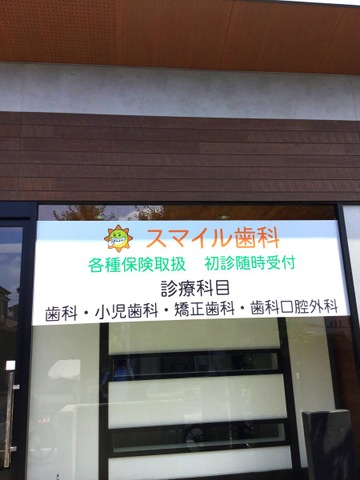 スマイル歯科
各種保険取扱　初診随時受付
診療科目
歯科・小児歯科・矯正歯科・歯科口腔外科